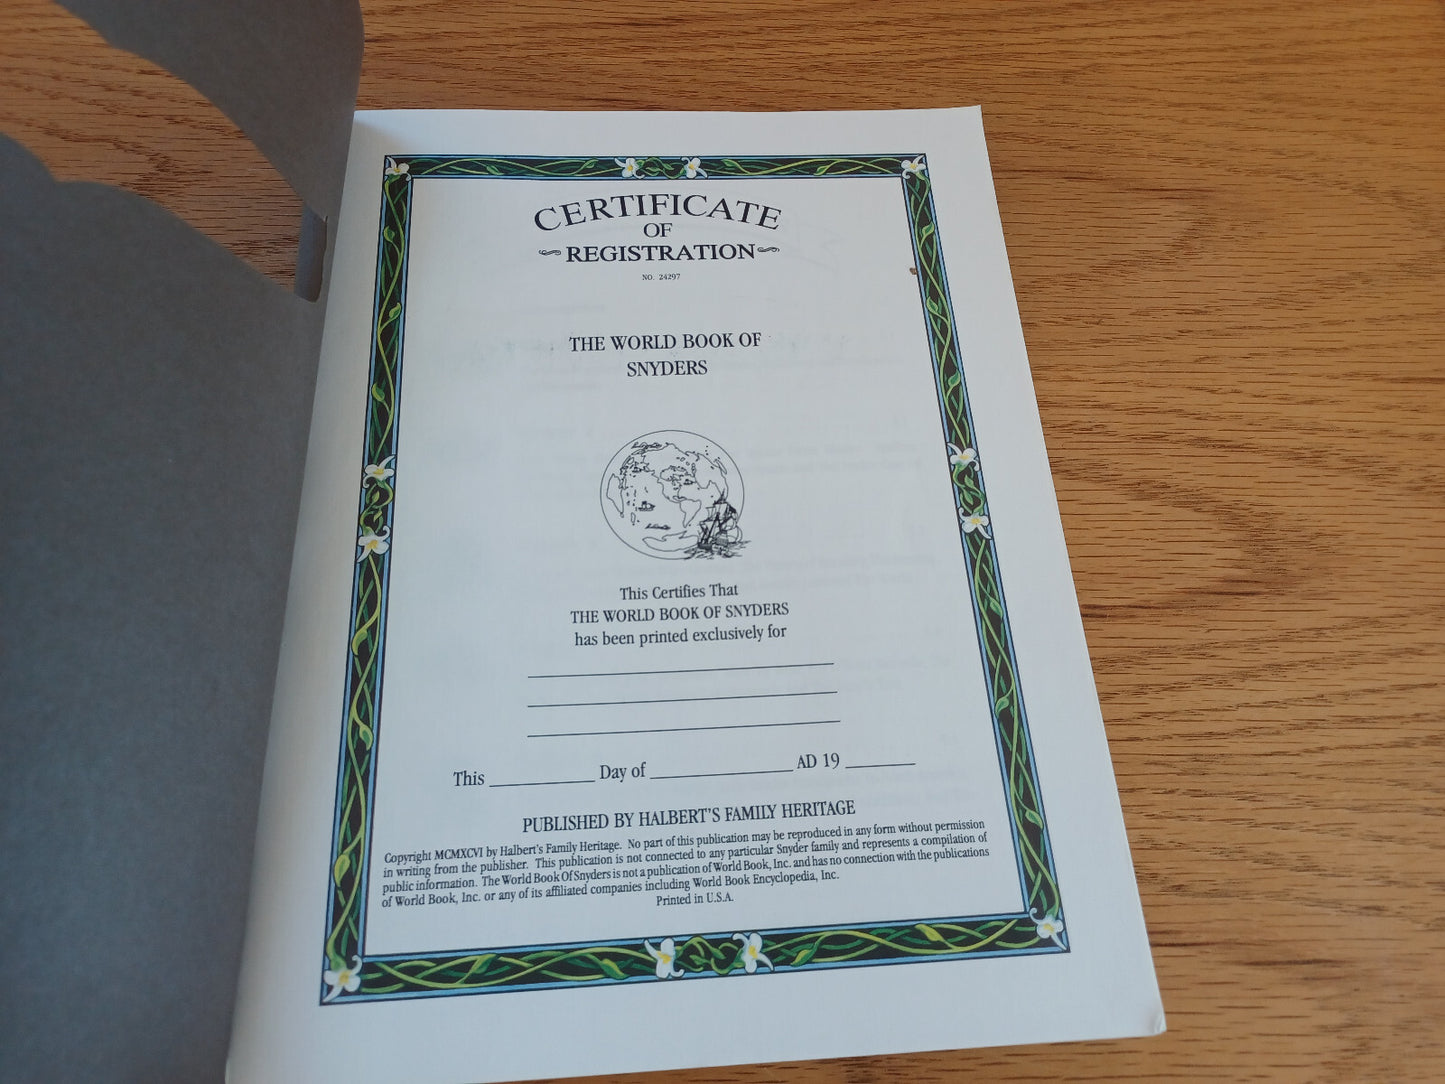 CERTIFICATE
OF
REGISTRATION
NO. 24297
THE WORLD BOOK OF
SNYDERS
This Certifies That
THE WORLD BOOK OF SNYDERS
has been printed exclusively for
This ____________ Day of ________________ AD 19 ________
PUBLISHED BY HALBERT'S FAMILY HERITAGE
Copyright MCMXCVI by Halbert's Family Heritage. No part of this publication may be reproduced in any form without permission
in writing from the publisher. This publication is not connected to any particular Snyder family and represents a compilation of
public information. The World Book Of Snyders is not a publication of World Book, Inc. and has no connection with the publications
of World Book, Inc. or any of its affiliated companies including World Book Encyclopedia, Inc.
Printed in U.S.A.